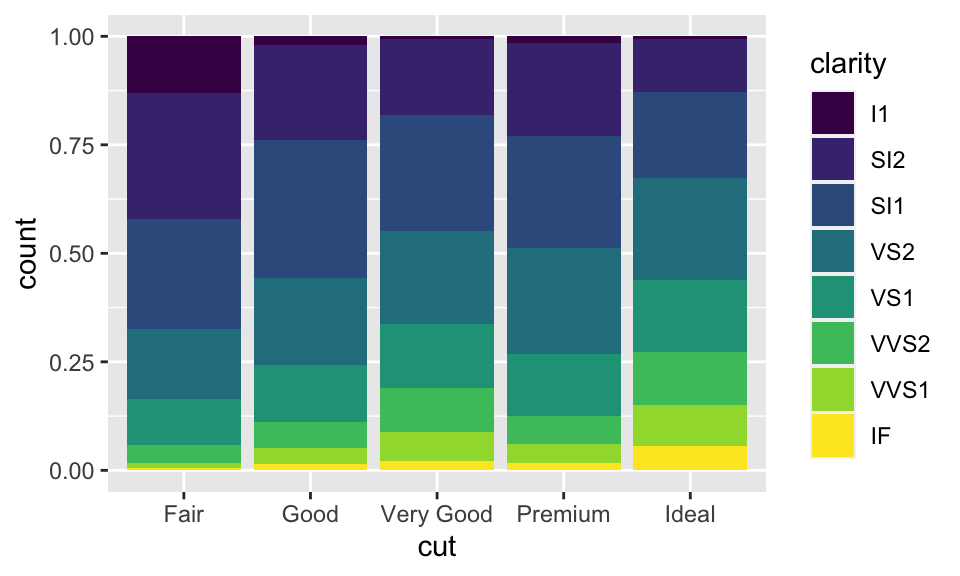 1.00
0.75
0.50
0.25
0.00
count
Fair Good Very Good Premium Ideal
cut
clarity
I1
SI2
SI1
VS2
VS1
VVS2
VVS1
IF